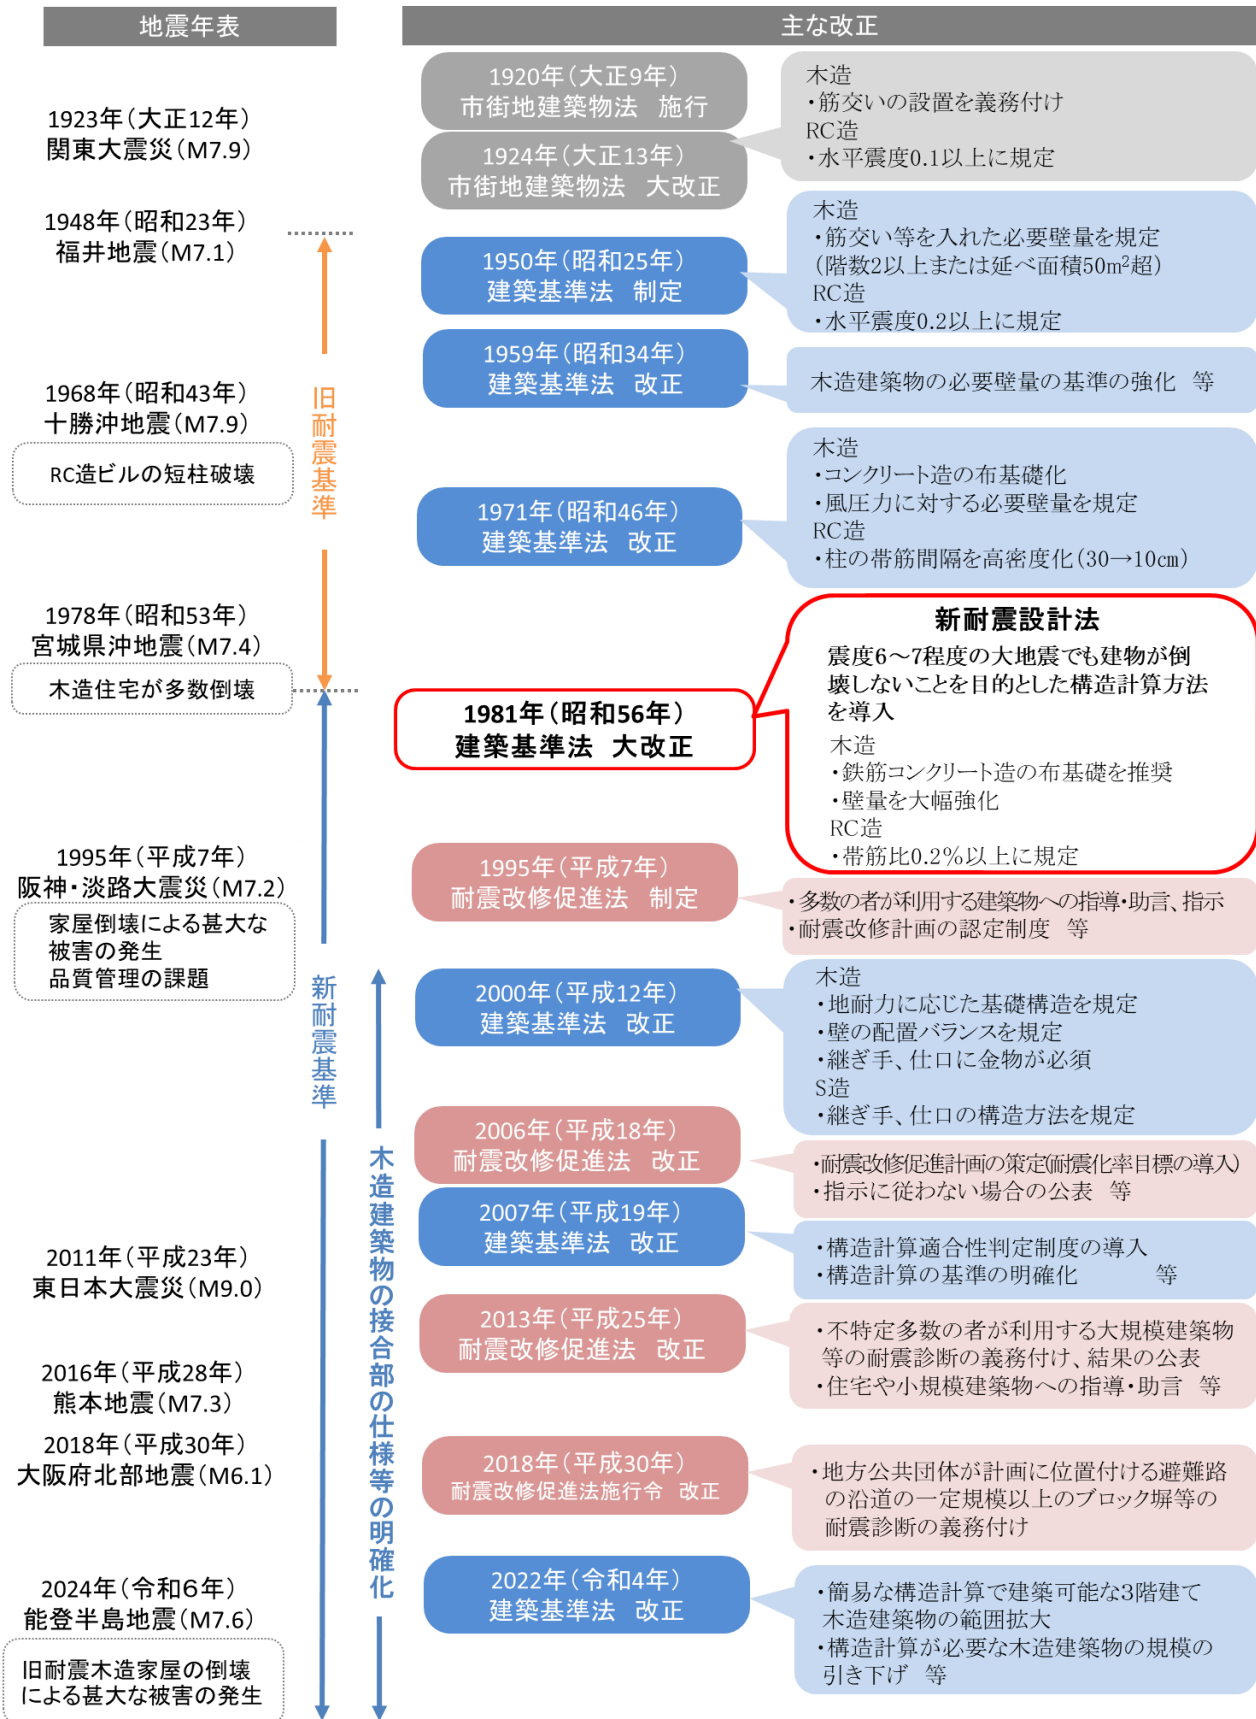 地震年表
主な改正
1923年(大正12年)
関東大震災(M7.9)
1948年(昭和23年)
福井地震(M7.1)
1968年(昭和43年)
十勝沖地震(M7.9)
RC造ビルの短柱破壊
1978年(昭和53年)
宮城県沖地震(M7.4)
木造住宅が多数倒壊
1995年(平成7年)
阪神・淡路大震災(M7.2)
家屋倒壊による甚大な
被害の発生
品質管理の課題
2011年(平成23年)
東日本大震災(M9.0)
2016年(平成28年)
熊本地震(M7.3)
2018年(平成30年)
大阪府北部地震(M6.1)
2024年(令和6年)
能登半島地震(M7.6)
旧耐震木造家屋の倒壊
による甚大な被害の発生
旧耐震基準
新耐震基準
木造建築物の接合部の仕様等の明確化
1920年(大正9年)
市街地建築物法 施行
1924年(大正13年)
市街地建築物法 大改正
木造
・筋交いの設置を義務付け
RC造
・水平震度0.1以上に規定
1950年(昭和25年)
建築基準法 制定
木造
・筋交い等を入れた必要壁量を規定
(階数2以上または延べ面積50m²超)
RC造
・水平震度0.2以上に規定
1959年(昭和34年)
建築基準法 改正
木造建築物の必要壁量の基準の強化 等
1971年(昭和46年)
建築基準法 改正
木造
・コンクリート造の布基礎化
・風圧力に対する必要壁量を規定
RC造
・柱の帯筋間隔を高密度化(30→10㎝)
1981年(昭和56年)
建築基準法 大改正
新耐震設計法
震度6~7程度の大地震でも建物が倒
壊しないことを目的とした構造計算方法
を導入
木造
・鉄筋コンクリート造の布基礎を推奨
・壁量を大幅強化
RC造
・帯筋比0.2%以上に規定
1995年(平成7年)
耐震改修促進法 制定
・多数の者が利用する建築物への指導・助言、指示
・耐震改修計画の認定制度 等
2000年(平成12年)
建築基準法 改正
木造
・地耐力に応じた基礎構造を規定
・壁の配置バランスを規定
・継ぎ手、仕口に金物が必須
S造
・継ぎ手、仕口の構造方法を規定
2006年(平成18年)
耐震改修促進法 改正
・耐震改修促進計画の策定(耐震化率目標の導入)
・指示に従わない場合の公表 等
2007年(平成19年)
建築基準法 改正
・構造計算適合性判定制度の導入
・構造計算の基準の明確化 等
2013年(平成25年)
耐震改修促進法 改正
・不特定多数の者が利用する大規模建築物
等の耐震診断の義務付け、結果の公表
・住宅や小規模建築物への指導・助言 等
2018年(平成30年)
耐震改修促進法施行令 改正
・地方公共団体が計画に位置付ける避難路
の沿道の一定規模以上のブロック塀等の
耐震診断の義務付け
2022年(令和4年)
建築基準法 改正
・簡易な構造計算で建築可能な3階建て
木造建築物の範囲拡大
・構造計算が必要な木造建築物の規模の
引き下げ 等